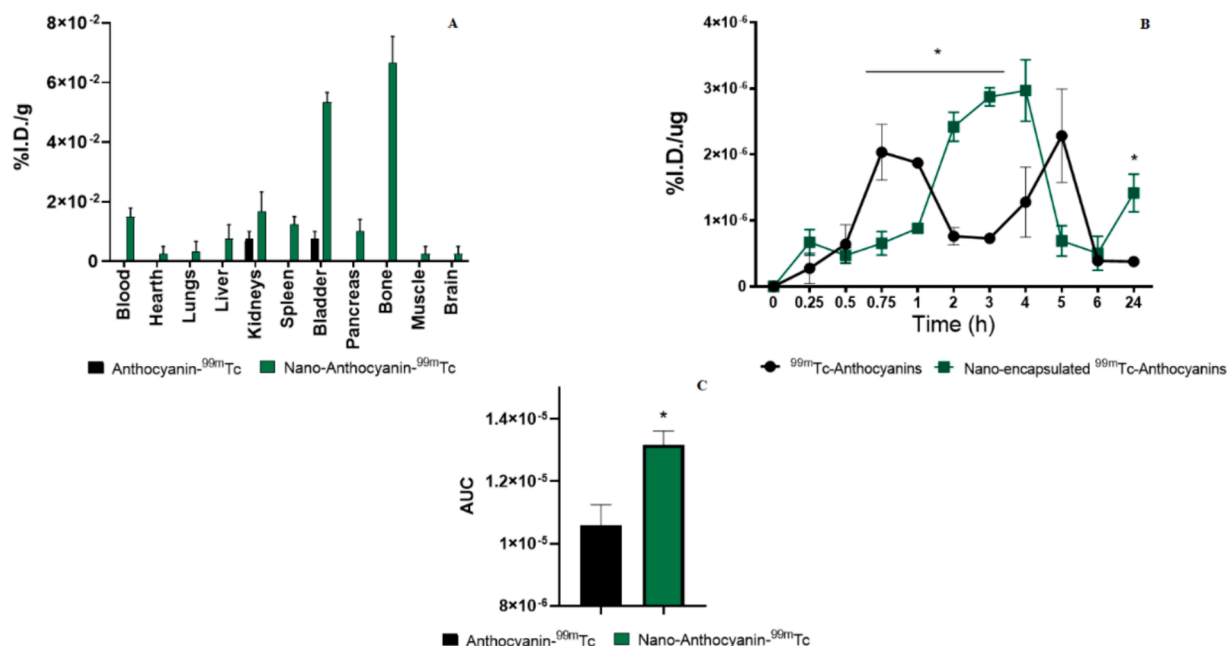 A
%I.D./g
8×10⁻²
6×10⁻²
4×10⁻²
2×10⁻²
0
Blood
Hearth
Lungs
Liver
Kidneys
Spleen
Bladder
Pancreas
Bone
Muscle
Brain
Anthocyanin-⁹⁹ᵐTc Nano-Anthocyanin-⁹⁹ᵐTc
B
%I.D./ug
4×10⁻⁶
3×10⁻⁶
2×10⁻⁶
1×10⁻⁶
0
*
*
0 0.25 0.5 0.75 1 2 3 4 5 6 24
Time (h)
⁹⁹ᵐTc-Anthocyanins Nano-encapsulated ⁹⁹ᵐTc-Anthocyanins
C
AUC
1.4×10⁻⁵
1.2×10⁻⁵
1×10⁻⁵
8×10⁻⁶
*
Anthocyanin-⁹⁹ᵐTc Nano-Anthocyanin-⁹⁹ᵐTc